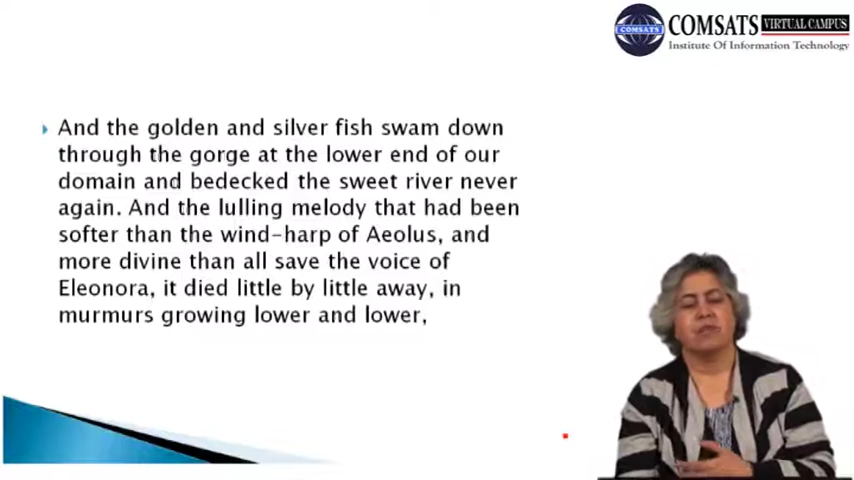 COMSATS VIRTUAL CAMPUS
COMSATS
Institute Of Information Technology
And the golden and silver fish swam down
through the gorge at the lower end of our
domain and bedecked the sweet river never
again. And the lulling melody that had been
softer than the wind-harp of Aeolus, and
more divine than all save the voice of
Eleonora, it died little by little away, in
murmurs growing lower and lower,